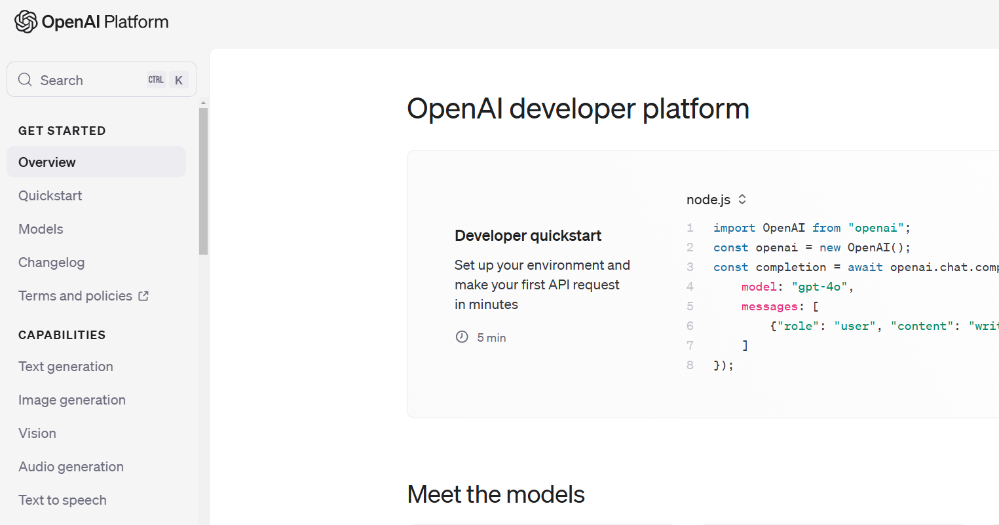 OpenAI Platform
Search CTRL K
GET STARTED
Overview
Quickstart
Models
Changelog
Terms and policies
CAPABILITIES
Text generation
Image generation
Vision
Audio generation
Text to speech
OpenAI developer platform
Developer quickstart
Set up your environment and
make your first API request
in minutes
5 min
node.js
1 import OpenAI from "openai";
2 const openai = new OpenAI();
3 const completion = await openai.chat.comp
4 model: "gpt-4o",
5 messages: [
6 {"role": "user", "content": "writ
7 ]
8 });
Meet the models